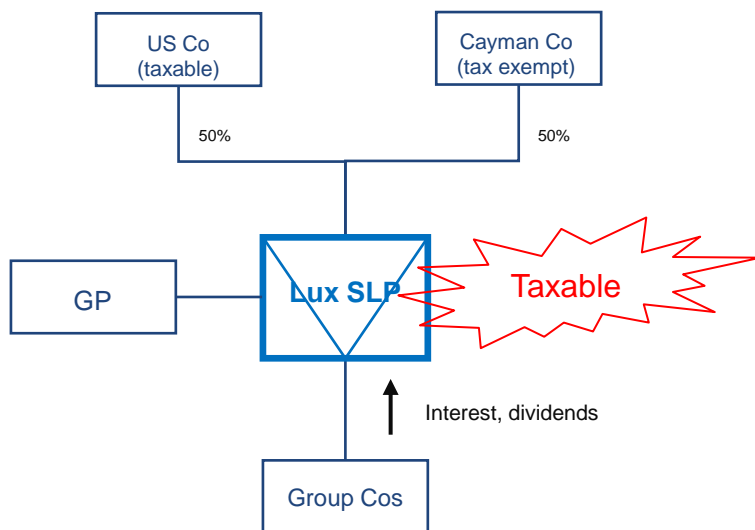 US Co
(taxable)
Cayman Co
(tax exempt)
50%
50%
GP
Lux SLP
Taxable
Interest, dividends
Group Cos